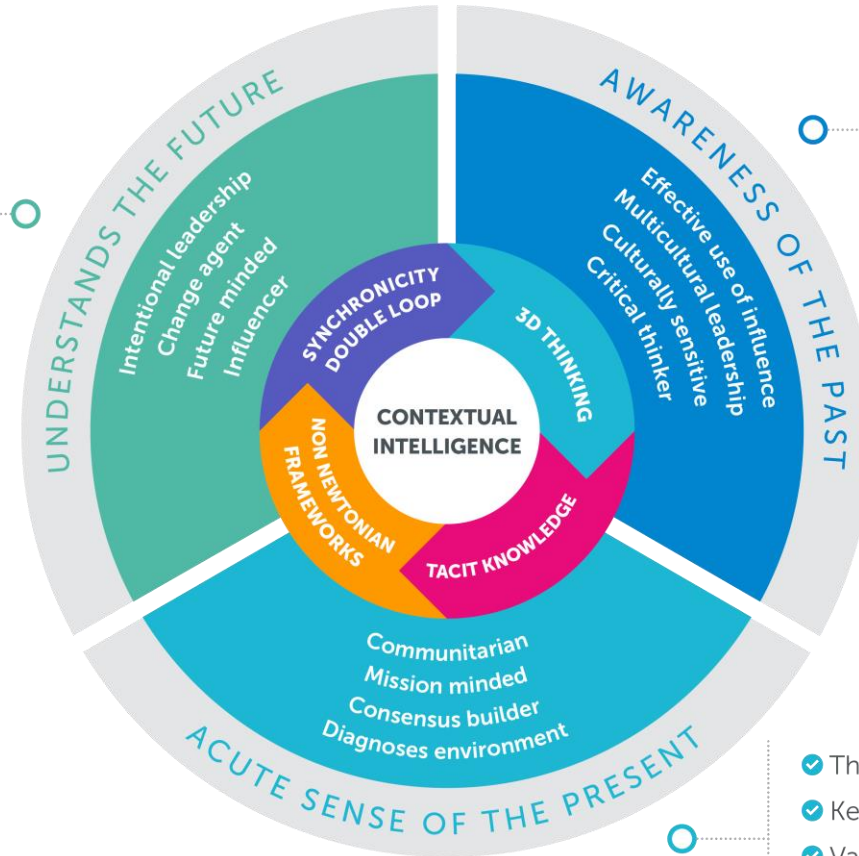 UNDERSTANDS THE FUTURE
Intentional leadership
Change agent
Future minded
Influencer
AWARENESS OF THE PAST
Effective use of influence
Multicultural leadership
Culturally sensitive
Critical thinker
SYNCHRONICITY
DOUBLE LOOP
3D THINKING
TACIT KNOWLEDGE
NON NEWTONIAN
FRAMEWORKS
CONTEXTUAL
INTELLIGENCE
Communitarian
Mission minded
Consensus builder
Diagnoses environment
ACUTE SENSE OF THE PRESENT